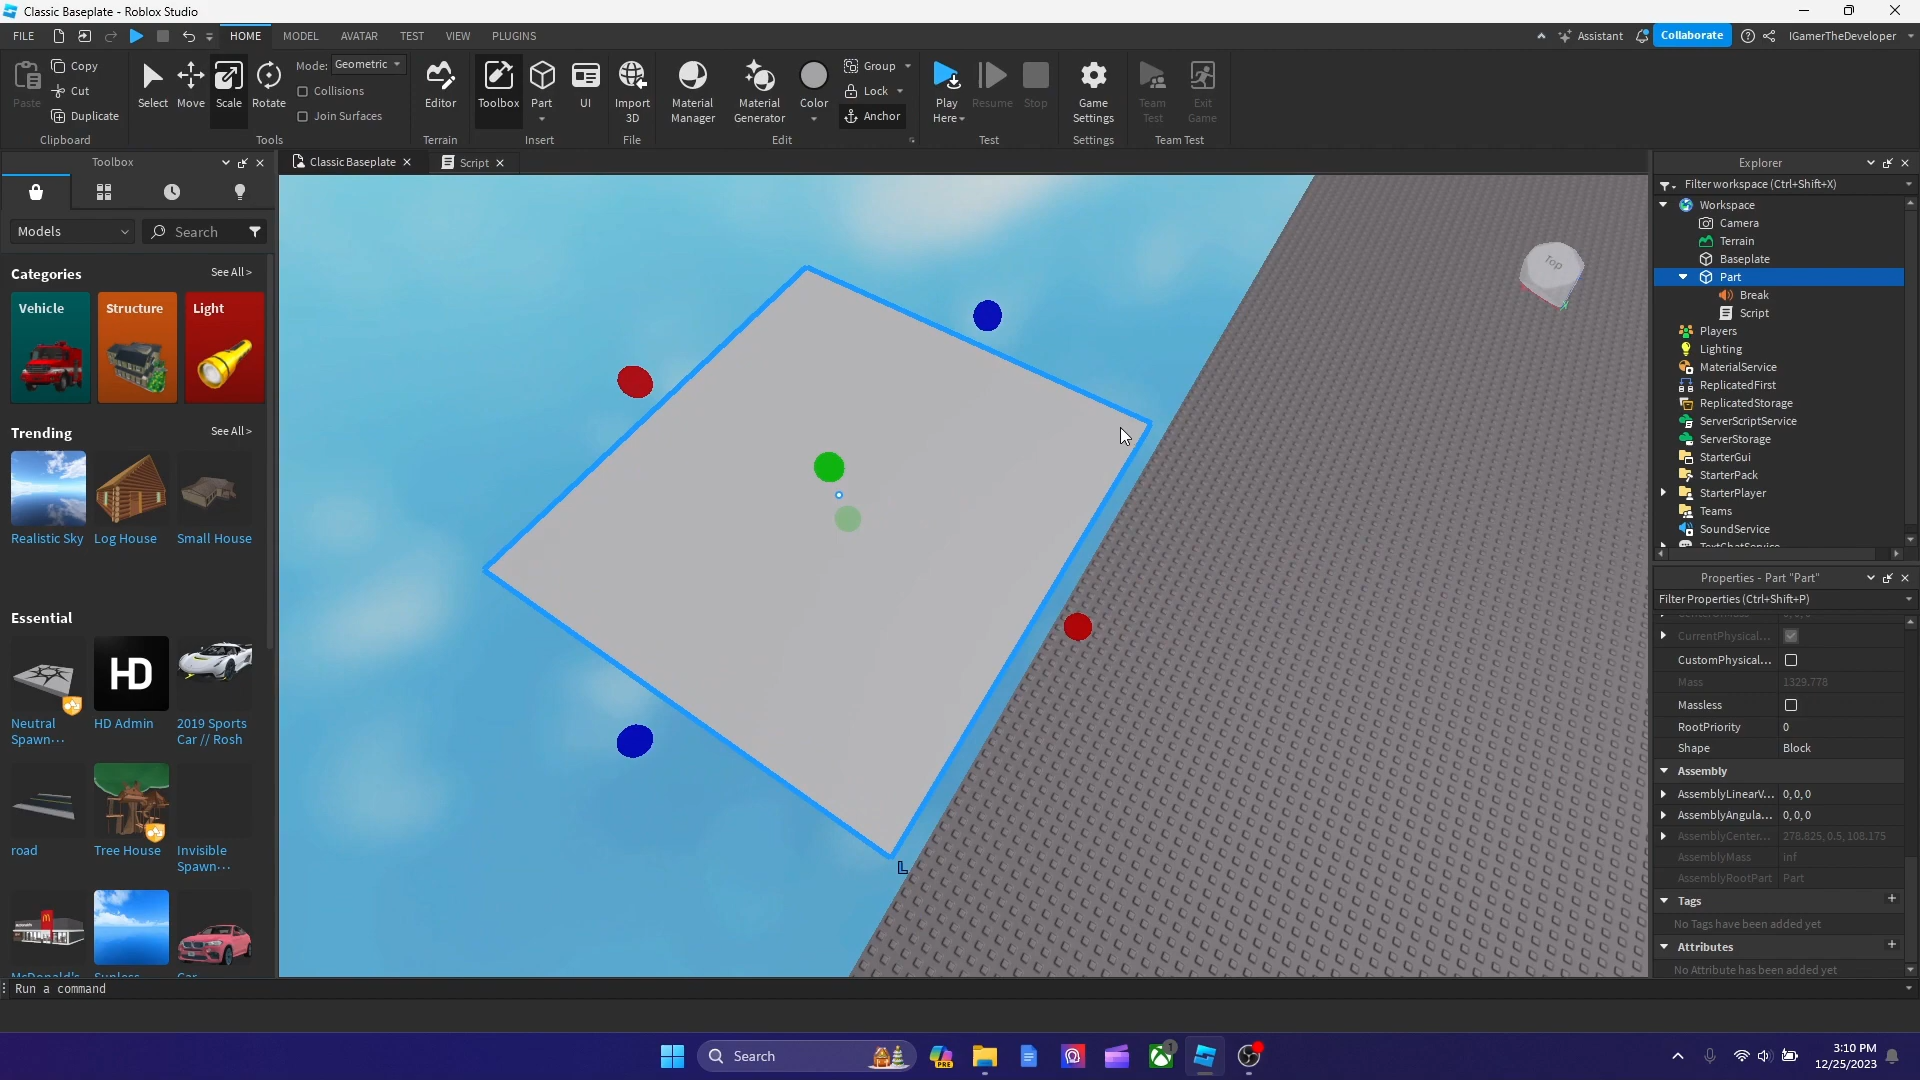 Classic Baseplate - Roblox Studio
FILE
HOME
MODEL
AVATAR
TEST
VIEW
PLUGINS
Assistant
Collaborate
IGamerTheDeveloper
Paste
Copy
Cut
Duplicate
Clipboard
Select
Move
Scale
Rotate
Mode: Geometric
Collisions
Join Surfaces
Tools
Editor
Terrain
Toolbox
Part
UI
Insert
Import
3D
File
Material
Manager
Material
Generator
Color
Group
Lock
Anchor
Edit
Play
Here
Resume
Stop
Test
Game
Settings
Settings
Team
Test
Exit
Game
Team Test
Toolbox
Models
Search
Categories
See All >
Vehicle
Structure
Light
Trending
See All >
Realistic Sky
Log House
Small House
Essential
HD
Neutral
Spawn...
HD Admin
2019 Sports
Car // Rosh
road
Tree House
Invisible
Spawn...
Classic Baseplate
Script
Top
L
Explorer
Filter workspace (Ctrl+Shift+X)
Workspace
Camera
Terrain
Baseplate
Part
Break
Script
Players
Lighting
MaterialService
ReplicatedFirst
ReplicatedStorage
ServerScriptService
ServerStorage
StarterGui
StarterPack
StarterPlayer
Teams
SoundService
TextChatService
Properties - Part "Part"
Filter Properties (Ctrl+Shift+P)
CurrentPhysical...
CustomPhysical...
Mass 1329.778
Massless
RootPriority 0
Shape Block
Assembly
AssemblyLinearV... 0, 0, 0
AssemblyAngula... 0, 0, 0
AssemblyCenter... 278.825, 0.5, 108.175
AssemblyMass inf
AssemblyRootPart Part
Tags
No Tags have been added yet
Attributes
No Attribute has been added yet
Run a command
Search
PRE
1
3:10 PM
12/25/2023